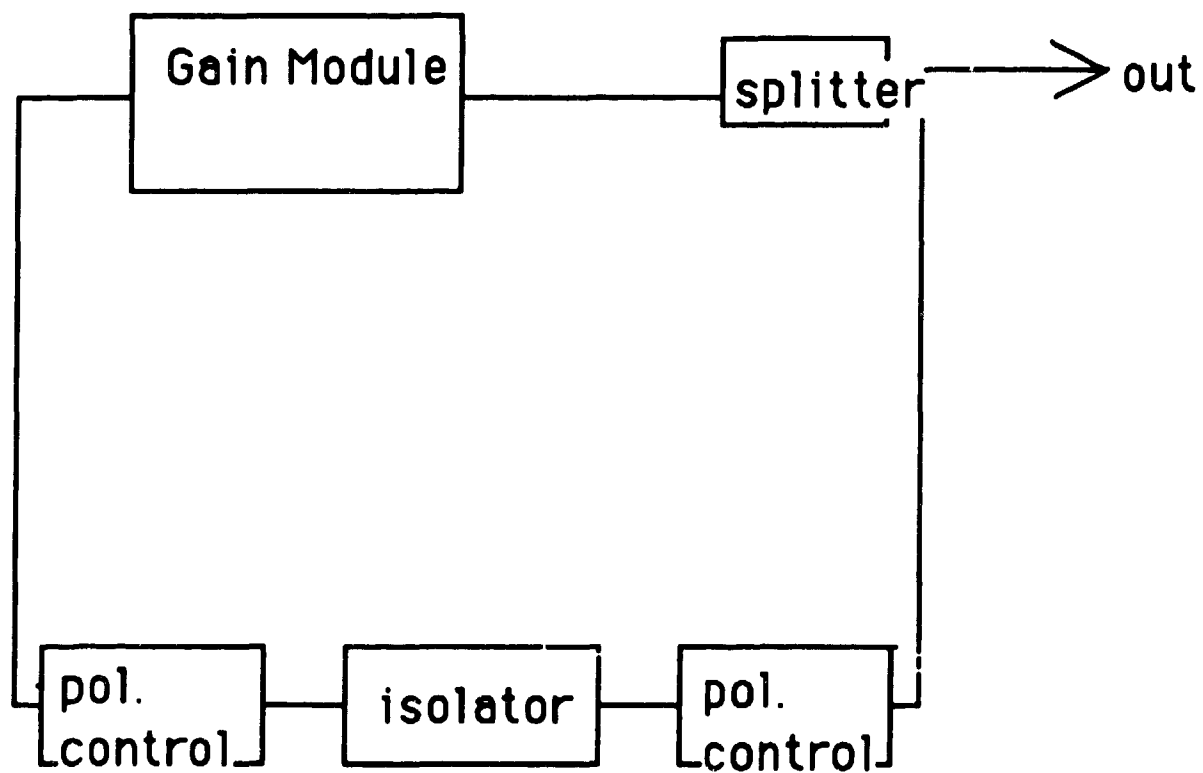 Gain Module
splitter
out
pol.
control
isolator
pol.
control